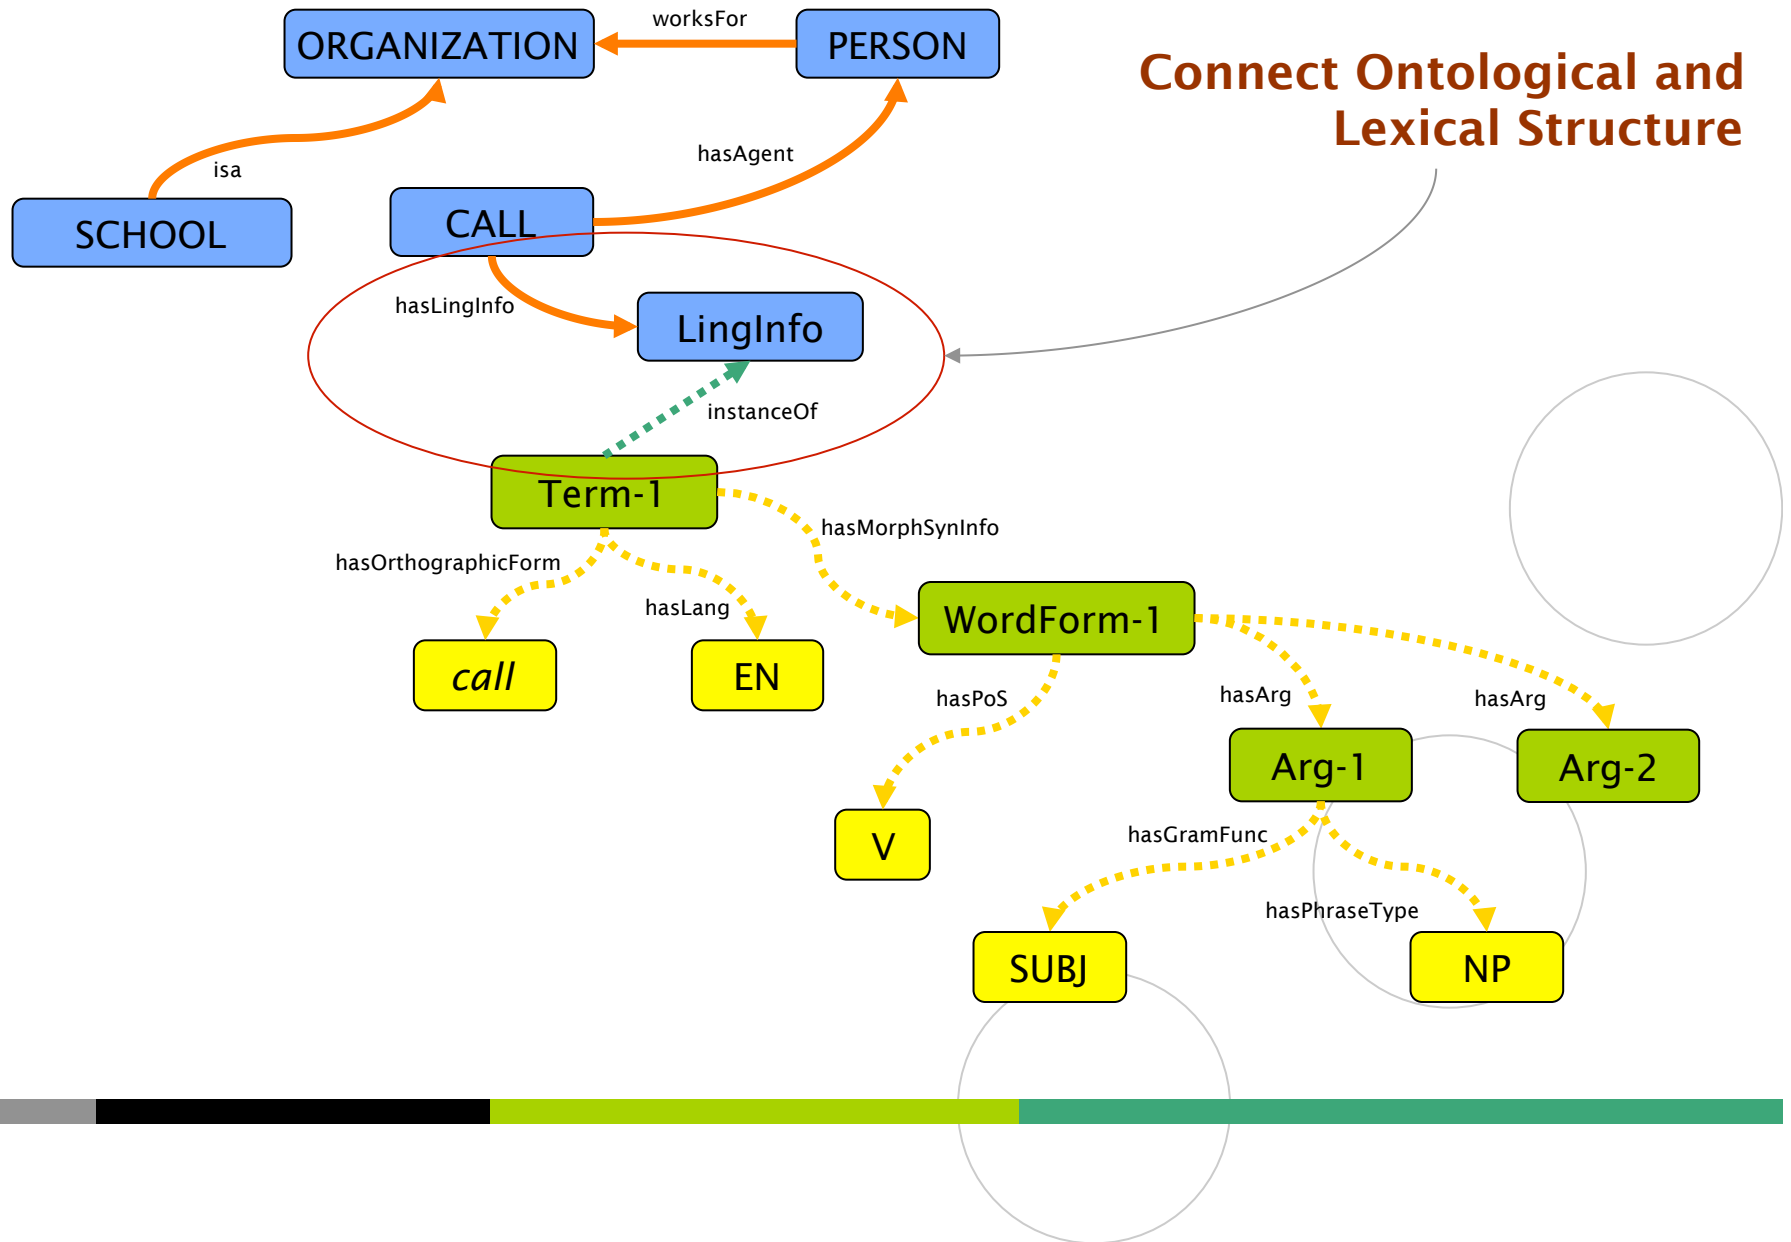 worksFor
ORGANIZATION
PERSON
Connect Ontological and
Lexical Structure
hasAgent
isa
SCHOOL
CALL
hasLingInfo
LingInfo
instanceOf
Term-1
hasMorphSynInfo
hasOrthographicForm
hasLang
WordForm-1
call
EN
hasPoS
hasArg
hasArg
Arg-1
Arg-2
V
hasGramFunc
hasPhraseType
SUBJ
NP